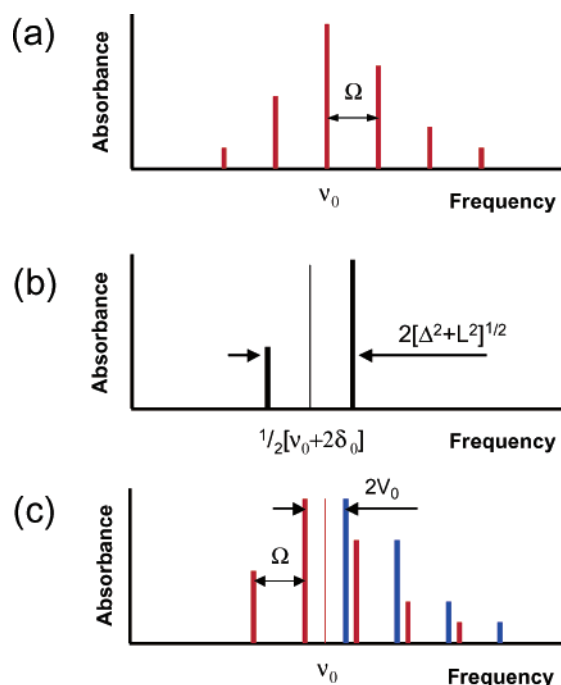 (a)
Absorbance
Ω
ν₀
Frequency
(b)
Absorbance
2[Δ²+L²]¹/²
¹/₂[ν₀+2δ₀]
Frequency
(c)
Absorbance
2V₀
Ω
ν₀
Frequency